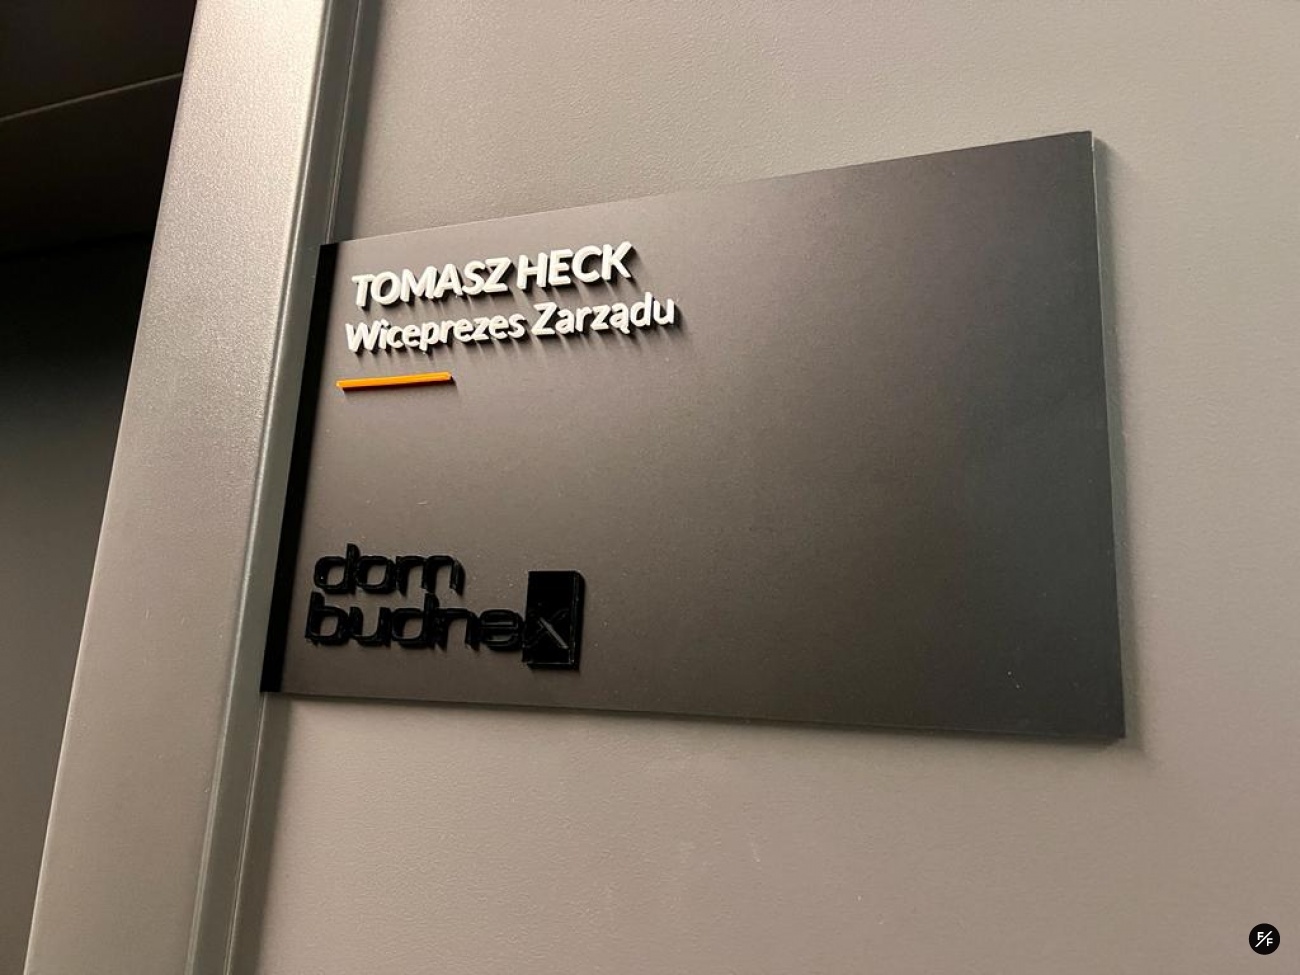 TOMASZ HECK
Wiceprezes Zarządu
dom
budnex
F/F